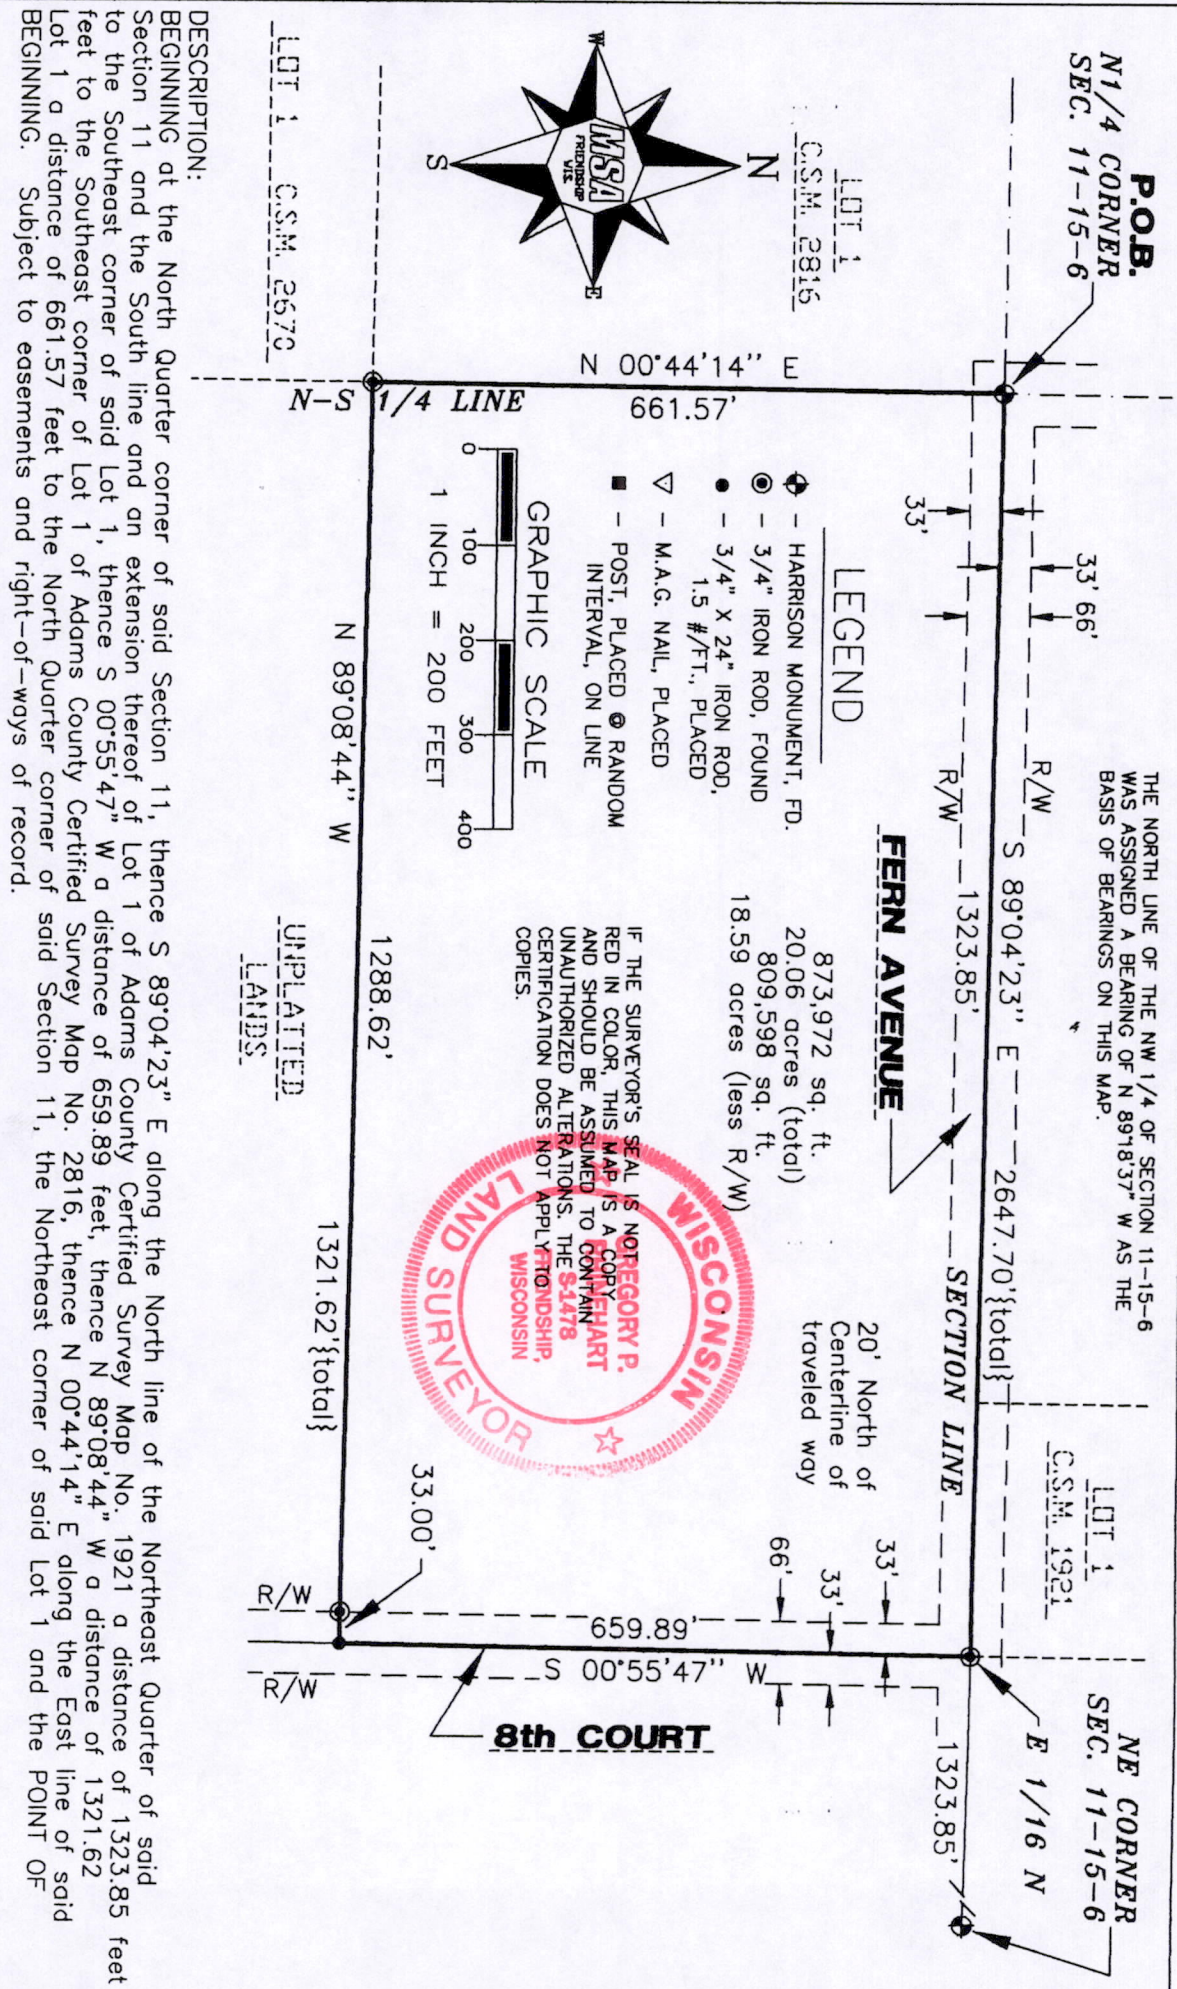 THE NORTH LINE OF THE NW 1/4 OF SECTION 11-15-6
WAS ASSIGNED A BEARING OF N 89°18'37" W AS THE
BASIS OF BEARINGS ON THIS MAP.
P.O.B.
N1/4 CORNER
SEC. 11-15-6
NE CORNER
SEC. 11-15-6
E 1/16 N
LOT 1
C.S.M. 1921
33' 66'
33'
R/W
S 89°04'23" E
2647.70'{total}
1323.85'
R/W
1323.85'
SECTION LINE
FERN AVENUE
LOT 1
C.S.M. 2816
N
W
E
S
MSA
FRIENDSHIP
WIS.
N 00°44'14" E
661.57'
LEGEND
- HARRISON MONUMENT, FD.
- 3/4" IRON ROD, FOUND
- 3/4" X 24" IRON ROD,
1.5 #/FT., PLACED
- M.A.G. NAIL, PLACED
- POST, PLACED @ RANDOM
INTERVAL, ON LINE
873,972 sq. ft.
20.06 acres (total)
809,598 sq. ft.
18.59 acres (less R/W)
20' North of
Centerline of
traveled way
33'
33'
66'
IF THE SURVEYOR'S SEAL IS NOT
RED IN COLOR, THIS MAP IS A COPY
AND SHOULD BE ASSUMED TO CONTAIN
UNAUTHORIZED ALTERATIONS. THE
CERTIFICATION DOES NOT APPLY TO
COPIES.
WISCONSIN
GREGORY P.
RHINEHART
S-1478
FRIENDSHIP,
WISCONSIN
LAND SURVEYOR
GRAPHIC SCALE
0 100 200 300 400
1 INCH = 200 FEET
659.89'
S 00°55'47" W
8th COURT
N-S 1/4 LINE
N 89°08'44" W
1288.62'
1321.62'{total}
33.00'
R/W
R/W
LOT 1 C.S.M. 2670
UNPLATTED
LANDS
DESCRIPTION:
BEGINNING at the North Quarter corner of said Section 11, thence S 89°04'23" E along the North line of the Northeast Quarter of said
Section 11 and the South line and an extension thereof of Lot 1 of Adams County Certified Survey Map No. 1921 a distance of 1323.85 feet
to the Southeast corner of said Lot 1, thence S 00°55'47" W a distance of 659.89 feet, thence N 89°08'44" W a distance of 1321.62
feet to the Southeast corner of Lot 1 of Adams County Certified Survey Map No. 2816, thence N 00°44'14" E along the East line of said
Lot 1 a distance of 661.57 feet to the North Quarter corner of said Section 11, the Northeast corner of said Lot 1 and the POINT OF
BEGINNING. Subject to easements and right-of-ways of record.